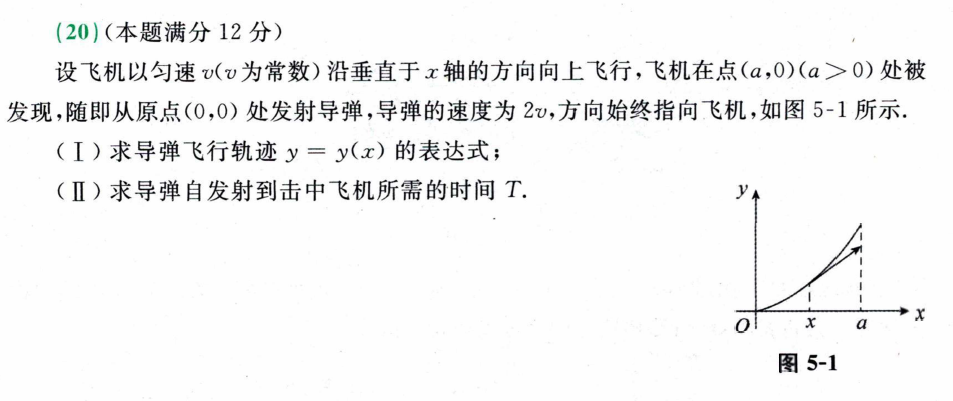 (20)(本题满分 12 分)
设飞机以匀速 v(v 为常数)沿垂直于 x 轴的方向向上飞行,飞机在点(a,0)(a>0)处被
发现,随即从原点(0,0)处发射导弹,导弹的速度为 2v,方向始终指向飞机,如图 5-1 所示.
(Ⅰ)求导弹飞行轨迹 y = y(x) 的表达式;
(Ⅱ)求导弹自发射到击中飞机所需的时间 T.
y
O x a x
图 5-1